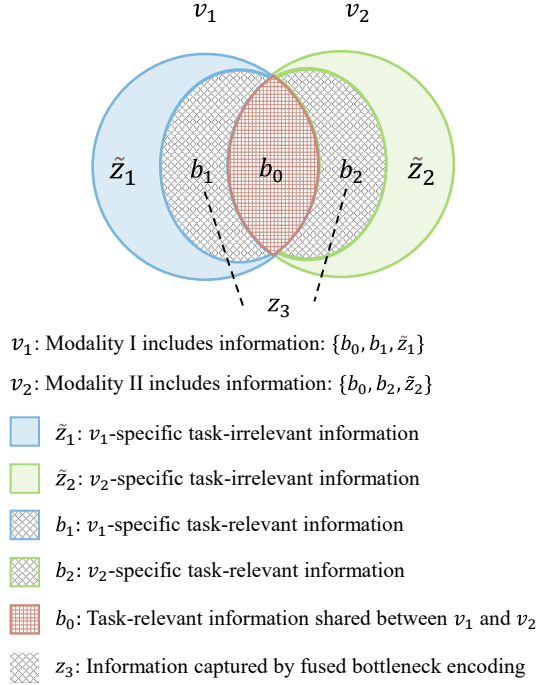 v₁ v₂
z̃₁ b₁ b₀ b₂ z̃₂
z₃
v₁: Modality I includes information: {b₀, b₁, z̃₁}
v₂: Modality II includes information: {b₀, b₂, z̃₂}
z̃₁: v₁-specific task-irrelevant information
z̃₂: v₂-specific task-irrelevant information
b₁: v₁-specific task-relevant information
b₂: v₂-specific task-relevant information
b₀: Task-relevant information shared between v₁ and v₂
z₃: Information captured by fused bottleneck encoding